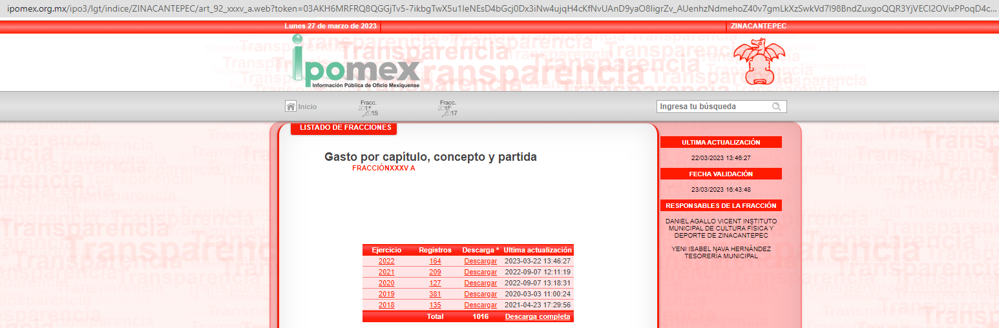 ipomex.org.mx/ipo3/lgt/indice/ZINACANTEPEC/art_92_xxxv_a.web?token=03AKH6MRFRQ8QGGjTv5-7ikbgTwX5u1IeNEsD4bGcj0Dx3iNw4ujqH4cKfNvUAnD9yaO8IigrZv_AUenhzNdmehoZ40v7gmLkXzSwkVd7l98BndZuxgoQQR3YjVECl2OVixPPoqD4c...
Lunes 27 de marzo de 2023
ZINACANTEPEC
Transparencia
ipomex
Información Pública de Oficio Mexiquense
Inicio
Fracc.
2014
2015
Fracc.
2015
2017
Ingresa tu búsqueda
LISTADO DE FRACCIONES
Gasto por capítulo, concepto y partida
FRACCIÓNXXXV A
Ejercicio Registros Descarga * Ultima actualización
2022 164 Descargar 2023-03-22 13:46:27
2021 209 Descargar 2022-09-07 12:11:19
2020 127 Descargar 2022-09-07 13:18:31
2019 381 Descargar 2020-03-03 11:00:24
2018 135 Descargar 2021-04-23 17:29:56
Total 1016 Descarga completa
ULTIMA ACTUALIZACIÓN
22/03/2023 13:46:27
FECHA VALIDACIÓN
23/03/2023 16:43:48
RESPONSABLES DE LA FRACCIÓN
DANIEL AGALLO VICENT INSTITUTO
MUNICIPAL DE CULTURA FÍSICA Y
DEPORTE DE ZINACANTEPEC
YENI ISABEL NAVA HERNÁNDEZ
TESORERÍA MUNICIPAL